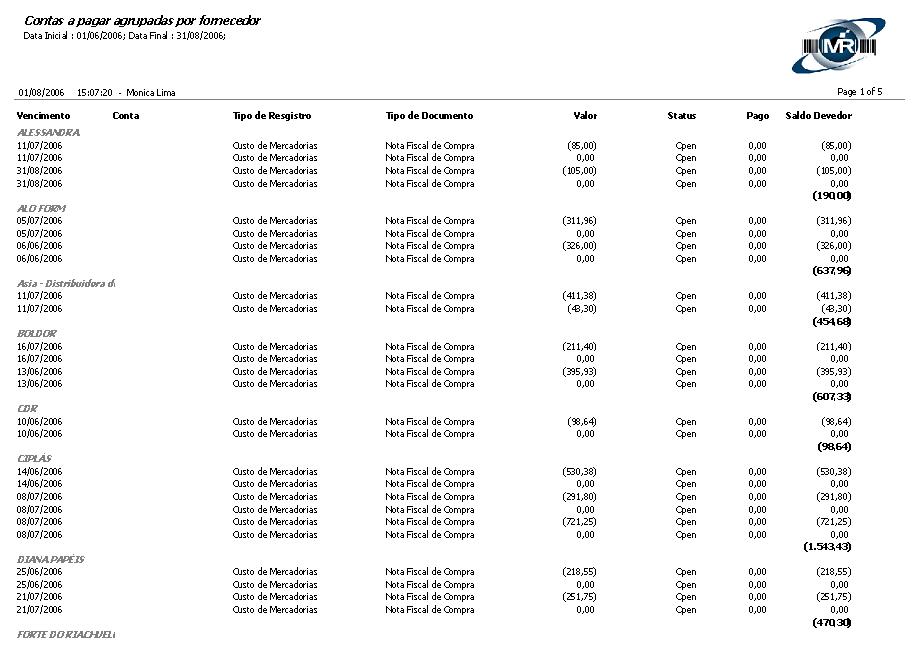 Contas a pagar agrupadas por fornecedor
Data Inicial : 01/06/2006; Data Final : 31/08/2006;
MR
01/08/2006 15:07:20 - Monica Lima Page 1 of 5
Vencimento Conta Tipo de Resgistro Tipo de Documento Valor Status Pago Saldo Devedor
ALESSANDRA
11/07/2006 Custo de Mercadorias Nota Fiscal de Compra (85,00) Open 0,00 (85,00)
11/07/2006 Custo de Mercadorias Nota Fiscal de Compra 0,00 Open 0,00 0,00
31/08/2006 Custo de Mercadorias Nota Fiscal de Compra (105,00) Open 0,00 (105,00)
31/08/2006 Custo de Mercadorias Nota Fiscal de Compra 0,00 Open 0,00 0,00
(190,00)
ALO FORM
05/07/2006 Custo de Mercadorias Nota Fiscal de Compra (311,96) Open 0,00 (311,96)
05/07/2006 Custo de Mercadorias Nota Fiscal de Compra 0,00 Open 0,00 0,00
06/06/2006 Custo de Mercadorias Nota Fiscal de Compra (326,00) Open 0,00 (326,00)
06/06/2006 Custo de Mercadorias Nota Fiscal de Compra 0,00 Open 0,00 0,00
(637,96)
Asia - Distribuidora d
11/07/2006 Custo de Mercadorias Nota Fiscal de Compra (411,38) Open 0,00 (411,38)
11/07/2006 Custo de Mercadorias Nota Fiscal de Compra (43,30) Open 0,00 (43,30)
(454,68)
BOLDOR
16/07/2006 Custo de Mercadorias Nota Fiscal de Compra (211,40) Open 0,00 (211,40)
16/07/2006 Custo de Mercadorias Nota Fiscal de Compra 0,00 Open 0,00 0,00
13/06/2006 Custo de Mercadorias Nota Fiscal de Compra (395,93) Open 0,00 (395,93)
13/06/2006 Custo de Mercadorias Nota Fiscal de Compra 0,00 Open 0,00 0,00
(607,33)
CDR
10/06/2006 Custo de Mercadorias Nota Fiscal de Compra (98,64) Open 0,00 (98,64)
10/06/2006 Custo de Mercadorias Nota Fiscal de Compra 0,00 Open 0,00 0,00
(98,64)
CIPLÁS
14/06/2006 Custo de Mercadorias Nota Fiscal de Compra (530,38) Open 0,00 (530,38)
14/06/2006 Custo de Mercadorias Nota Fiscal de Compra 0,00 Open 0,00 0,00
08/07/2006 Custo de Mercadorias Nota Fiscal de Compra (291,80) Open 0,00 (291,80)
08/07/2006 Custo de Mercadorias Nota Fiscal de Compra 0,00 Open 0,00 0,00
08/07/2006 Custo de Mercadorias Nota Fiscal de Compra (721,25) Open 0,00 (721,25)
08/07/2006 Custo de Mercadorias Nota Fiscal de Compra 0,00 Open 0,00 0,00
(1.543,43)
DIANA PAPÉIS
25/06/2006 Custo de Mercadorias Nota Fiscal de Compra (218,55) Open 0,00 (218,55)
25/06/2006 Custo de Mercadorias Nota Fiscal de Compra 0,00 Open 0,00 0,00
21/07/2006 Custo de Mercadorias Nota Fiscal de Compra (251,75) Open 0,00 (251,75)
21/07/2006 Custo de Mercadorias Nota Fiscal de Compra 0,00 Open 0,00 0,00
(470,30)
FORTE DO RIACHUEL